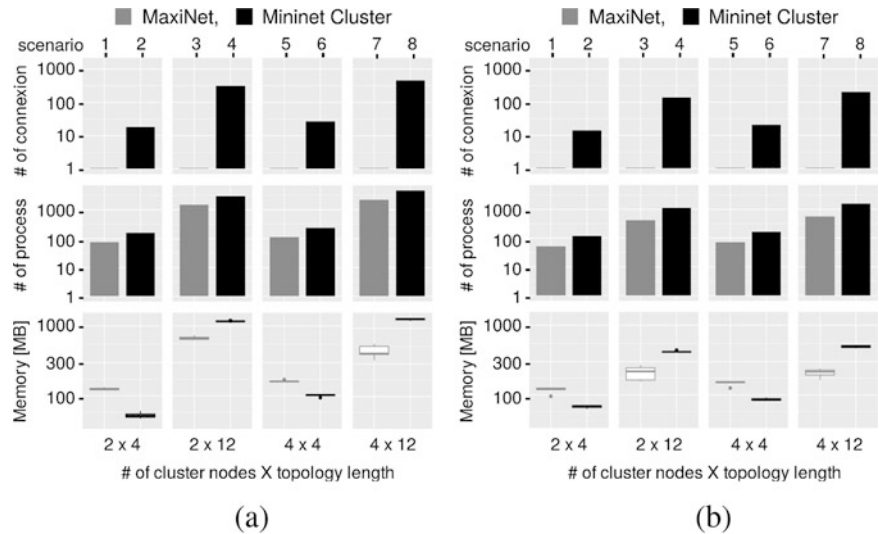 MaxiNet, Mininet Cluster
scenario 1 2 3 4 5 6 7 8
# of connexion
1000
100
10
1
# of process
1000
100
10
1
Memory [MB]
1000
300
100
2 x 4 2 x 12 4 x 4 4 x 12
# of cluster nodes X topology length
(a)
MaxiNet, Mininet Cluster
scenario 1 2 3 4 5 6 7 8
# of connexion
1000
100
10
1
# of process
1000
100
10
1
Memory [MB]
1000
300
100
2 x 4 2 x 12 4 x 4 4 x 12
# of cluster nodes X topology length
(b)